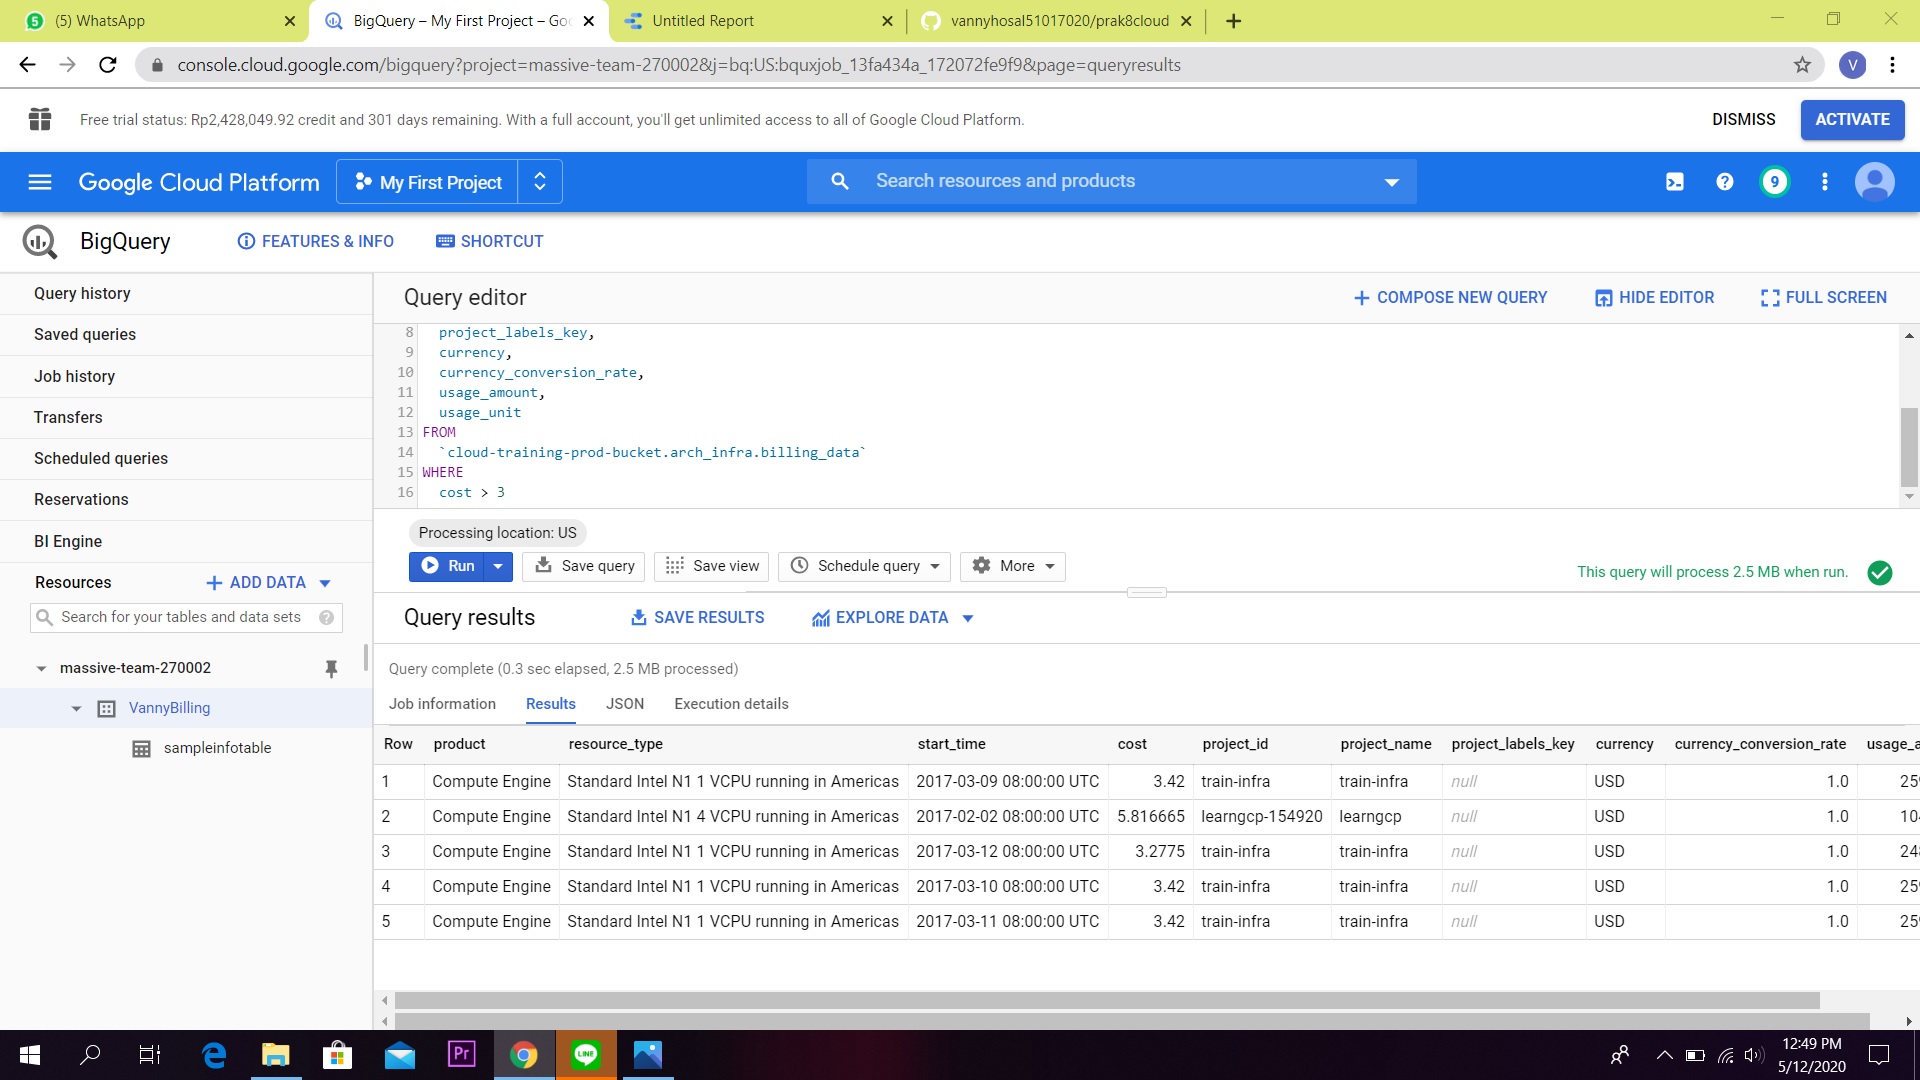 (5) WhatsApp
BigQuery – My First Project – Goo
Untitled Report
vannyhosal51017020/prak8cloud
console.cloud.google.com/bigquery?project=massive-team-270002&j=bq:US:bquxjob_13fa434a_172072fe9f9&page=queryresults
V
Free trial status: Rp2,428,049.92 credit and 301 days remaining. With a full account, you'll get unlimited access to all of Google Cloud Platform.
DISMISS
ACTIVATE
Google Cloud Platform
My First Project
Search resources and products
9
BigQuery
FEATURES & INFO
SHORTCUT
Query history
Saved queries
Job history
Transfers
Scheduled queries
Reservations
BI Engine
Resources
ADD DATA
Search for your tables and data sets
massive-team-270002
VannyBilling
sampleinfotable
Query editor
COMPOSE NEW QUERY
HIDE EDITOR
FULL SCREEN
8 project_labels_key,
9 currency,
10 currency_conversion_rate,
11 usage_amount,
12 usage_unit
13 FROM
14 `cloud-training-prod-bucket.arch_infra.billing_data`
15 WHERE
16 cost > 3
Processing location: US
Run
Save query
Save view
Schedule query
More
This query will process 2.5 MB when run.
Query results
SAVE RESULTS
EXPLORE DATA
Query complete (0.3 sec elapsed, 2.5 MB processed)
Job information Results JSON Execution details
Row product resource_type start_time cost project_id project_name project_labels_key currency currency_conversion_rate usage_a
1 Compute Engine Standard Intel N1 1 VCPU running in Americas 2017-03-09 08:00:00 UTC 3.42 train-infra train-infra null USD 1.0 259
2 Compute Engine Standard Intel N1 4 VCPU running in Americas 2017-02-02 08:00:00 UTC 5.816665 learngcp-154920 learngcp null USD 1.0 104
3 Compute Engine Standard Intel N1 1 VCPU running in Americas 2017-03-12 08:00:00 UTC 3.2775 train-infra train-infra null USD 1.0 248
4 Compute Engine Standard Intel N1 1 VCPU running in Americas 2017-03-10 08:00:00 UTC 3.42 train-infra train-infra null USD 1.0 259
5 Compute Engine Standard Intel N1 1 VCPU running in Americas 2017-03-11 08:00:00 UTC 3.42 train-infra train-infra null USD 1.0 259
Pr
LINE
12:49 PM
5/12/2020